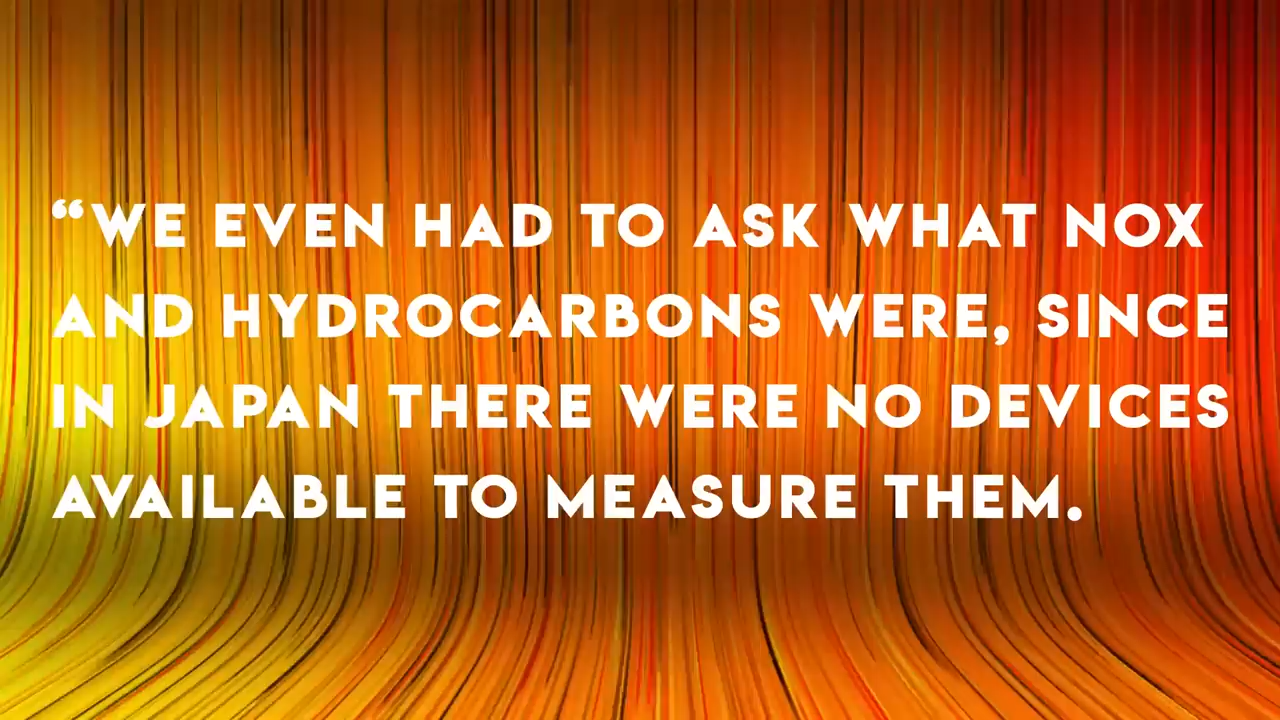 “WE EVEN HAD TO ASK WHAT NOX
AND HYDROCARBONS WERE, SINCE
IN JAPAN THERE WERE NO DEVICES
AVAILABLE TO MEASURE THEM.